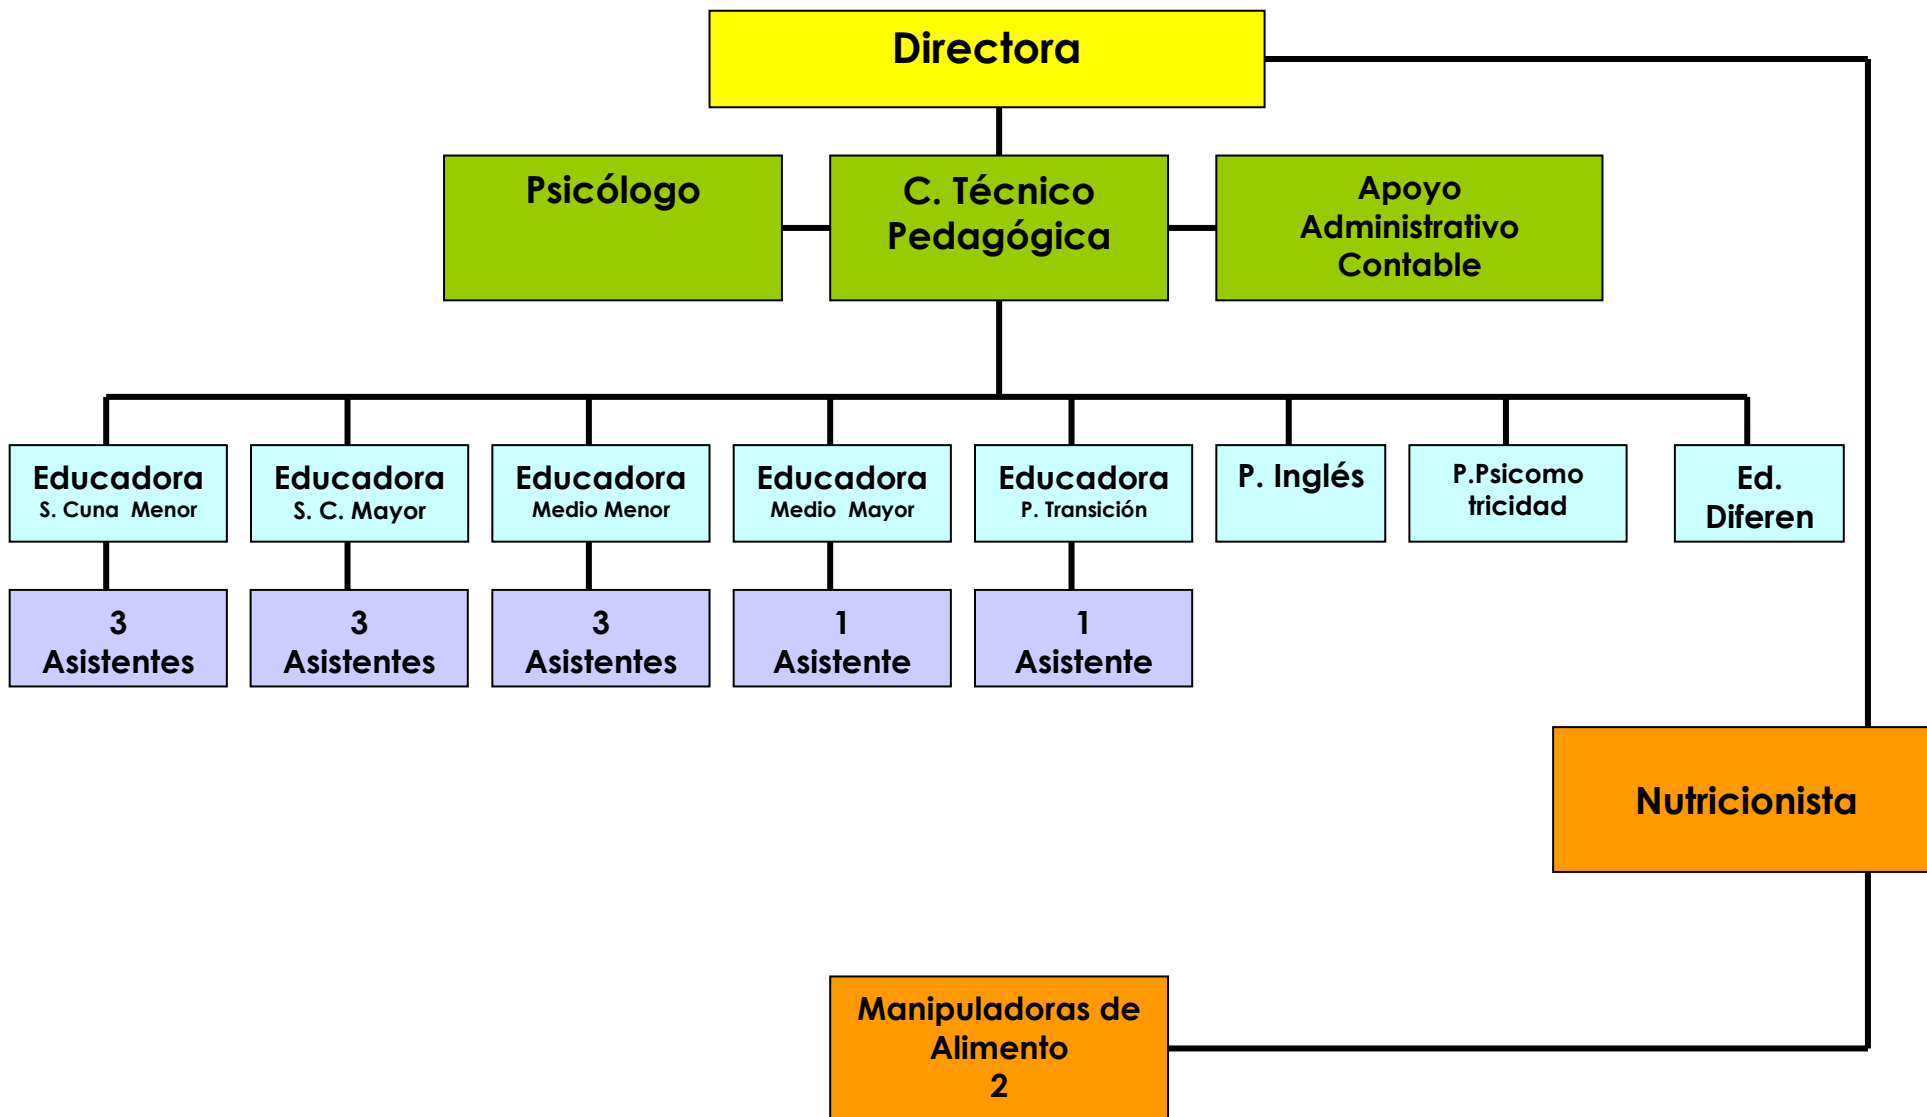 Directora
Psicólogo
C. Técnico
Pedagógica
Apoyo
Administrativo
Contable
Educadora
S. Cuna Menor
Educadora
S. C. Mayor
Educadora
Medio Menor
Educadora
Medio Mayor
Educadora
P. Transición
P. Inglés
P.Psicomo
tricidad
Ed.
Diferen
3
Asistentes
3
Asistentes
3
Asistentes
1
Asistente
1
Asistente
Nutricionista
Manipuladoras de
Alimento
2